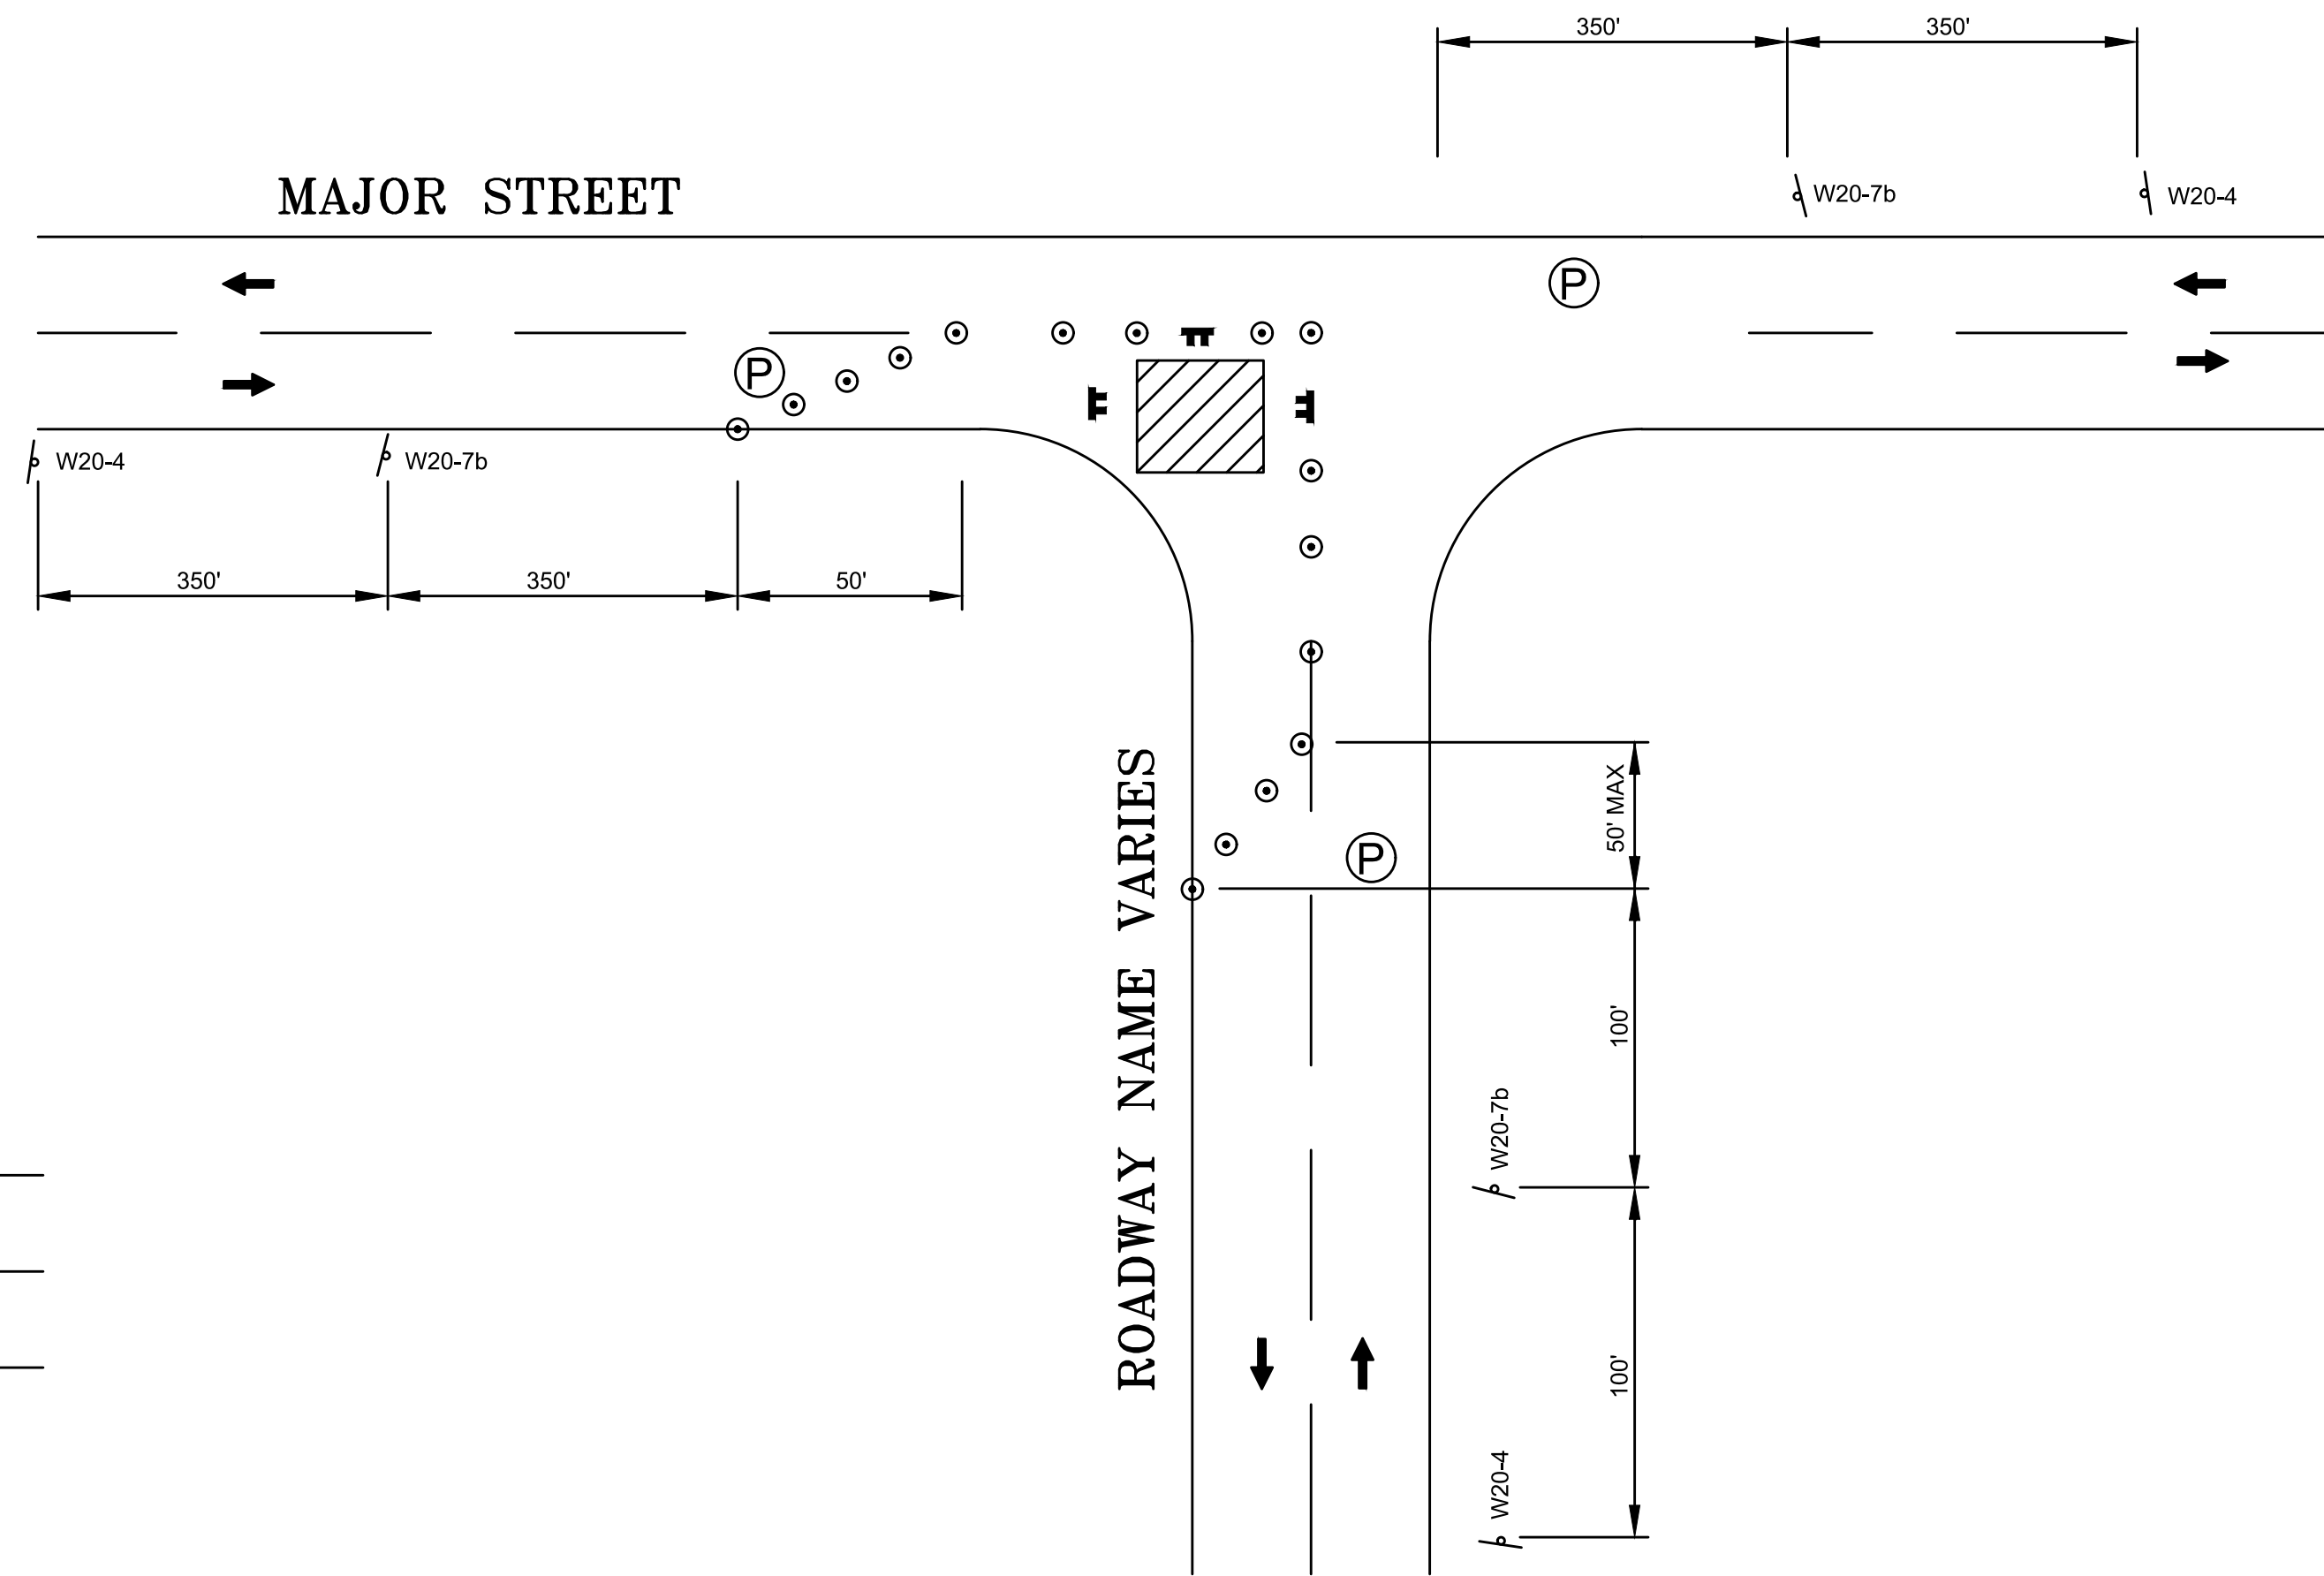 350'
350'
MAJOR STREET
W20-7b
W20-4
P
P
W20-4
W20-7b
350'
350'
50'
50' MAX
P
ROADWAY NAME VARIES
100'
W20-7b
100'
W20-4